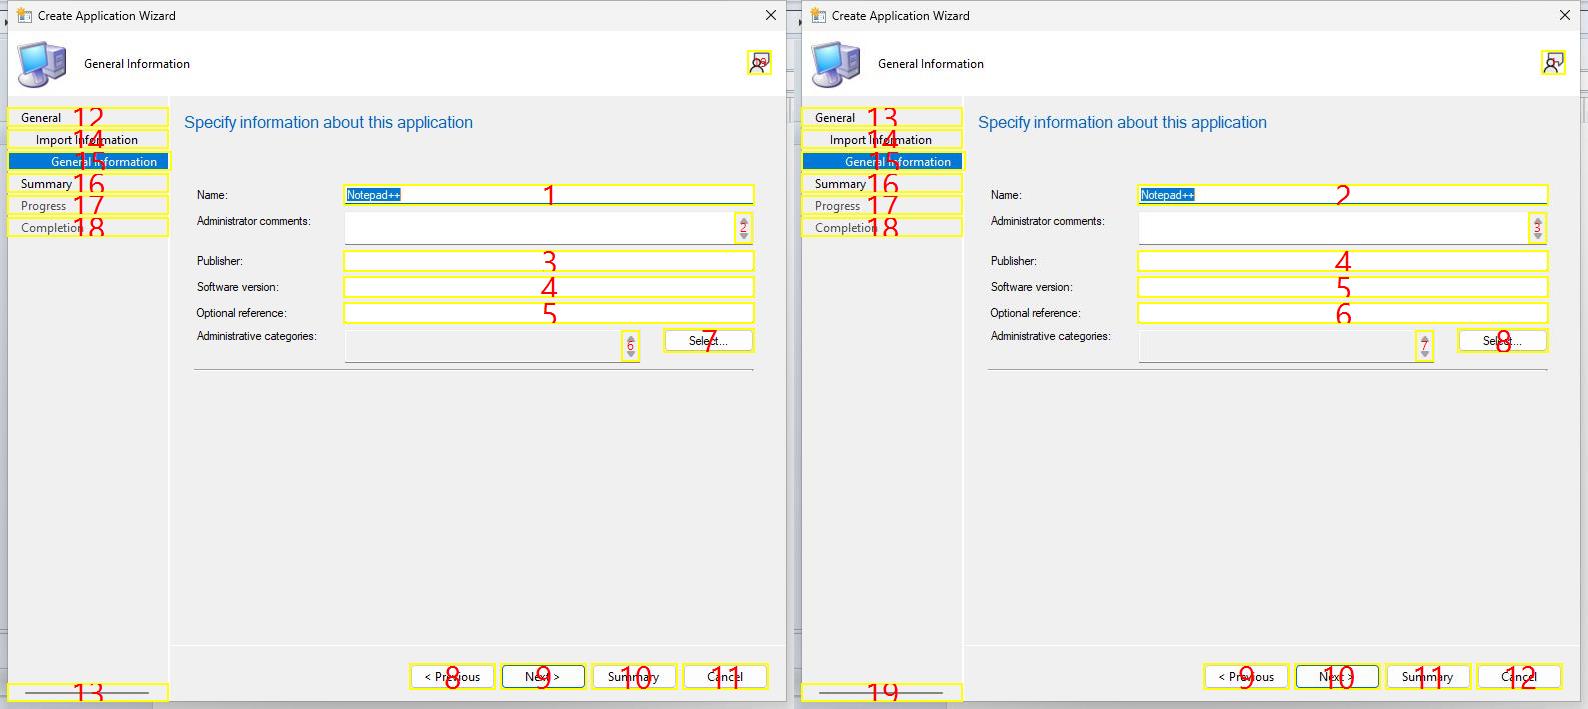 Create Application Wizard
General Information
19
General 12
Import Information 14
General Information 15
Summary 16
Progress 17
Completion 18
13
Specify information about this application
Name: Notepad++ 1
Administrator comments: 2
Publisher: 3
Software version: 4
Optional reference: 5
Administrative categories: 6
Select... 7
< Previous 8
Next > 9
Summary 10
Cancel 11
Create Application Wizard
General Information
1
General 13
Import Information 14
General Information 15
Summary 16
Progress 17
Completion 18
19
Specify information about this application
Name: Notepad++ 2
Administrator comments: 3
Publisher: 4
Software version: 5
Optional reference: 6
Administrative categories: 7
Select... 8
< Previous 9
Next > 10
Summary 11
Cancel 12